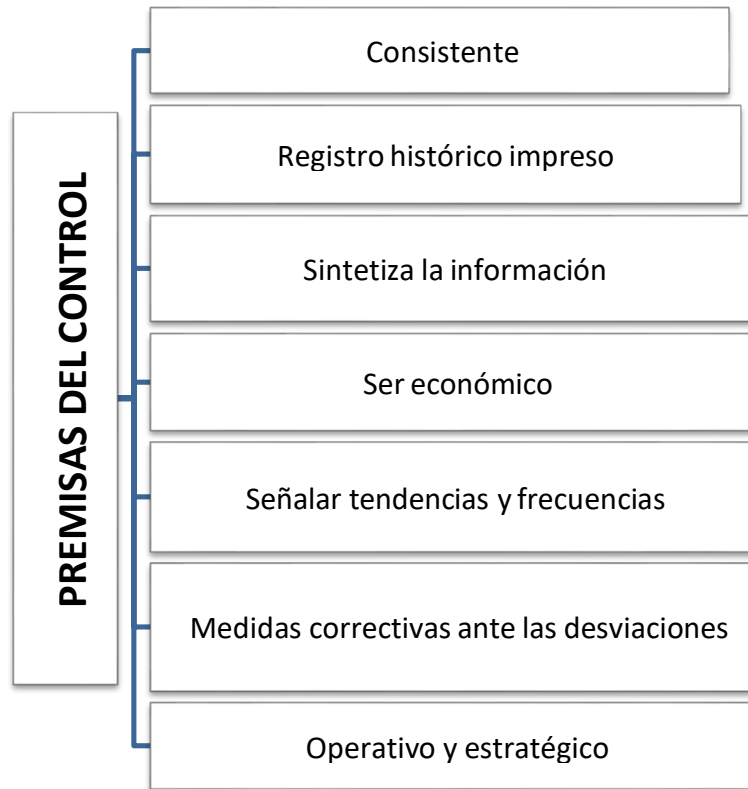 PREMISAS DEL CONTROL
Consistente
Registro histórico impreso
Sintetiza la información
Ser económico
Señalar tendencias y frecuencias
Medidas correctivas ante las desviaciones
Operativo y estratégico